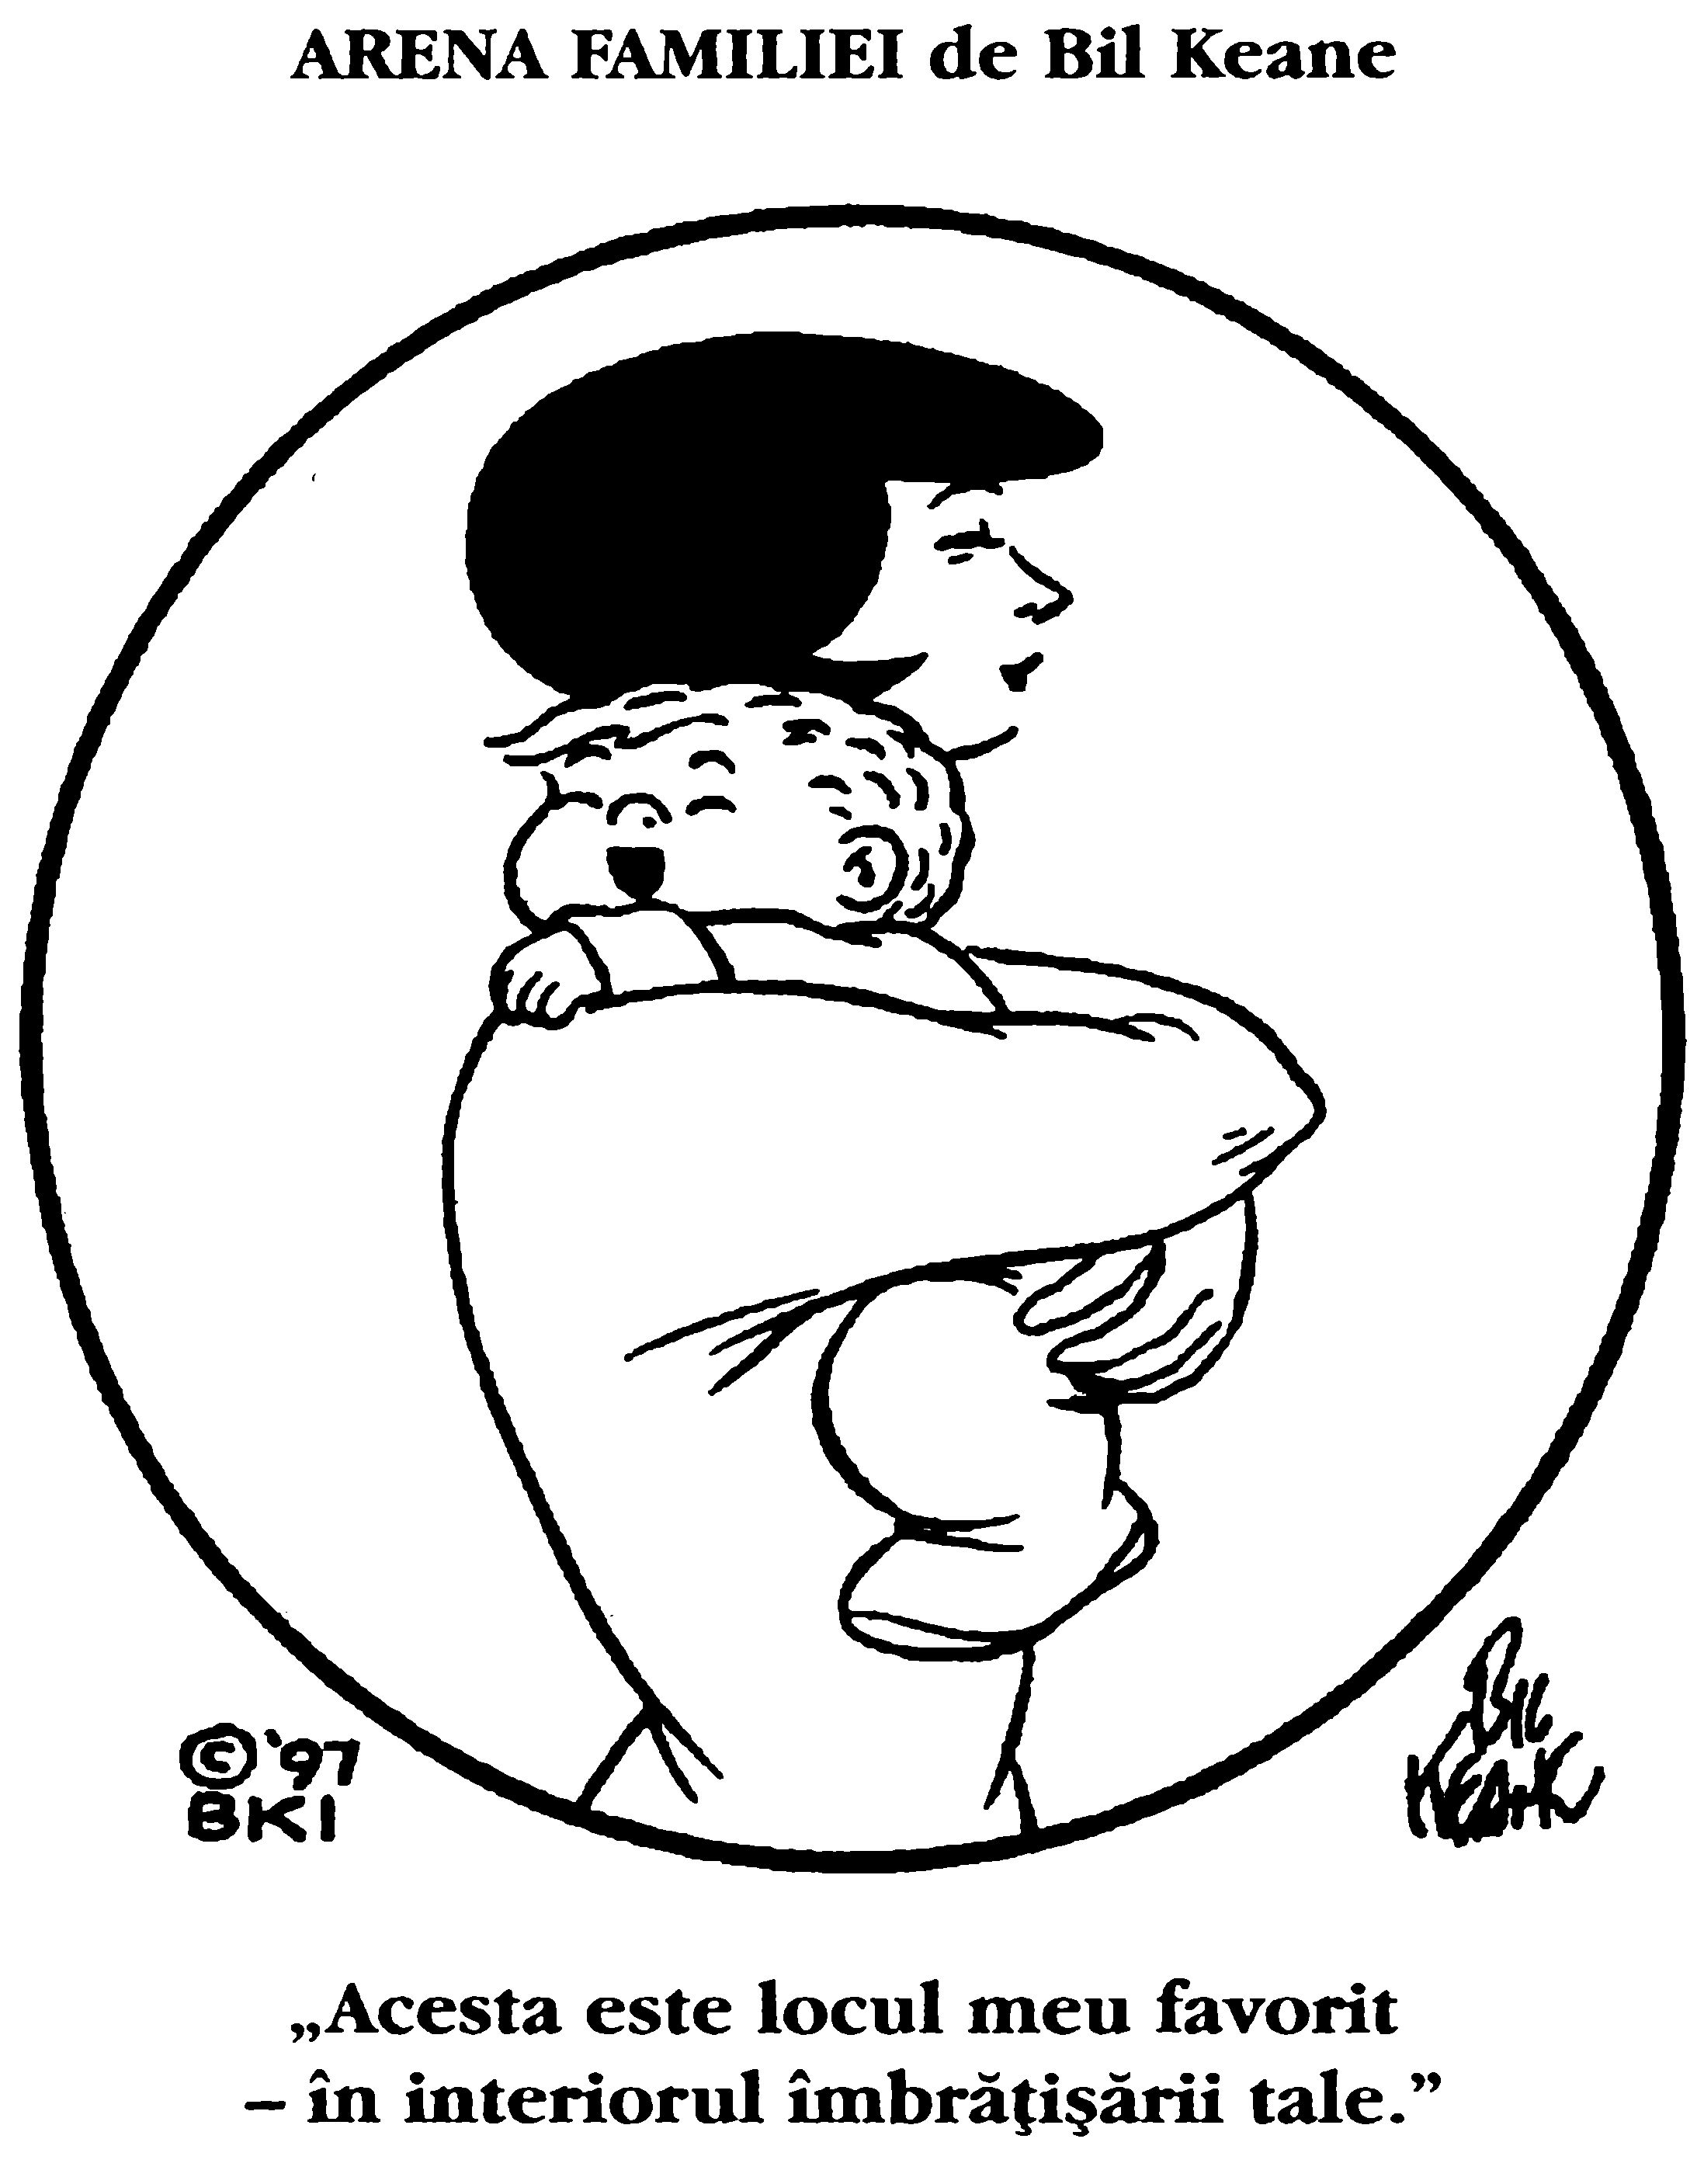 ARENA FAMILIEI de Bil Keane
©'97
BKI
BIL
KEANE
„Acesta este locul meu favorit
– în interiorul îmbrăţişării tale.”